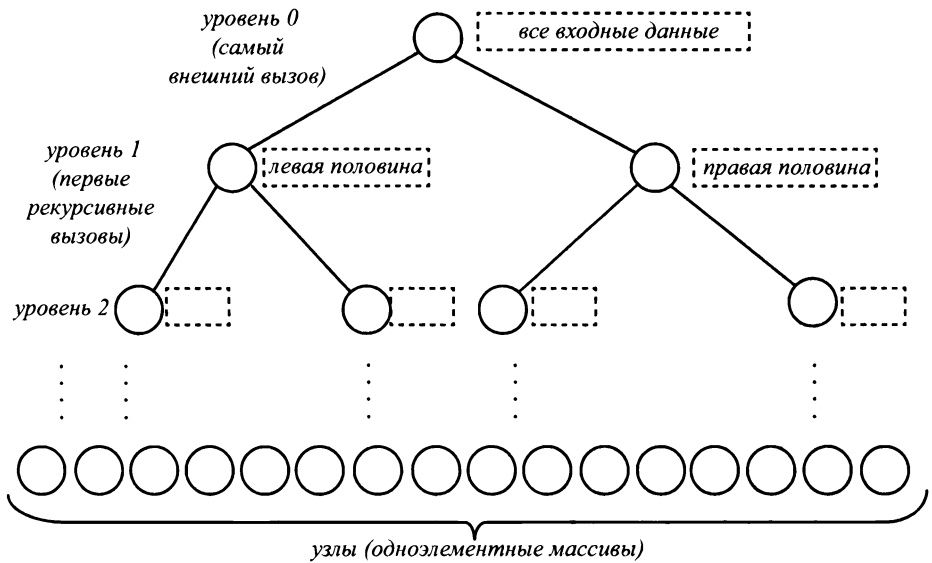 уровень 0
(самый
внешний вызов)
все входные данные
уровень 1
(первые
рекурсивные
вызовы)
левая половина
правая половина
уровень 2
узлы (одноэлементные массивы)